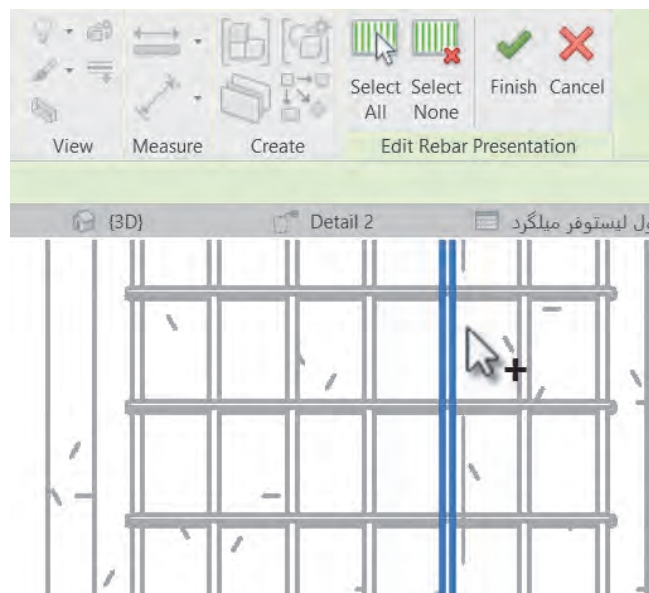 Select All
Select None
Finish
Cancel
View
Measure
Create
Edit Rebar Presentation
{3D}
Detail 2
ول لیستوفر میلگرد